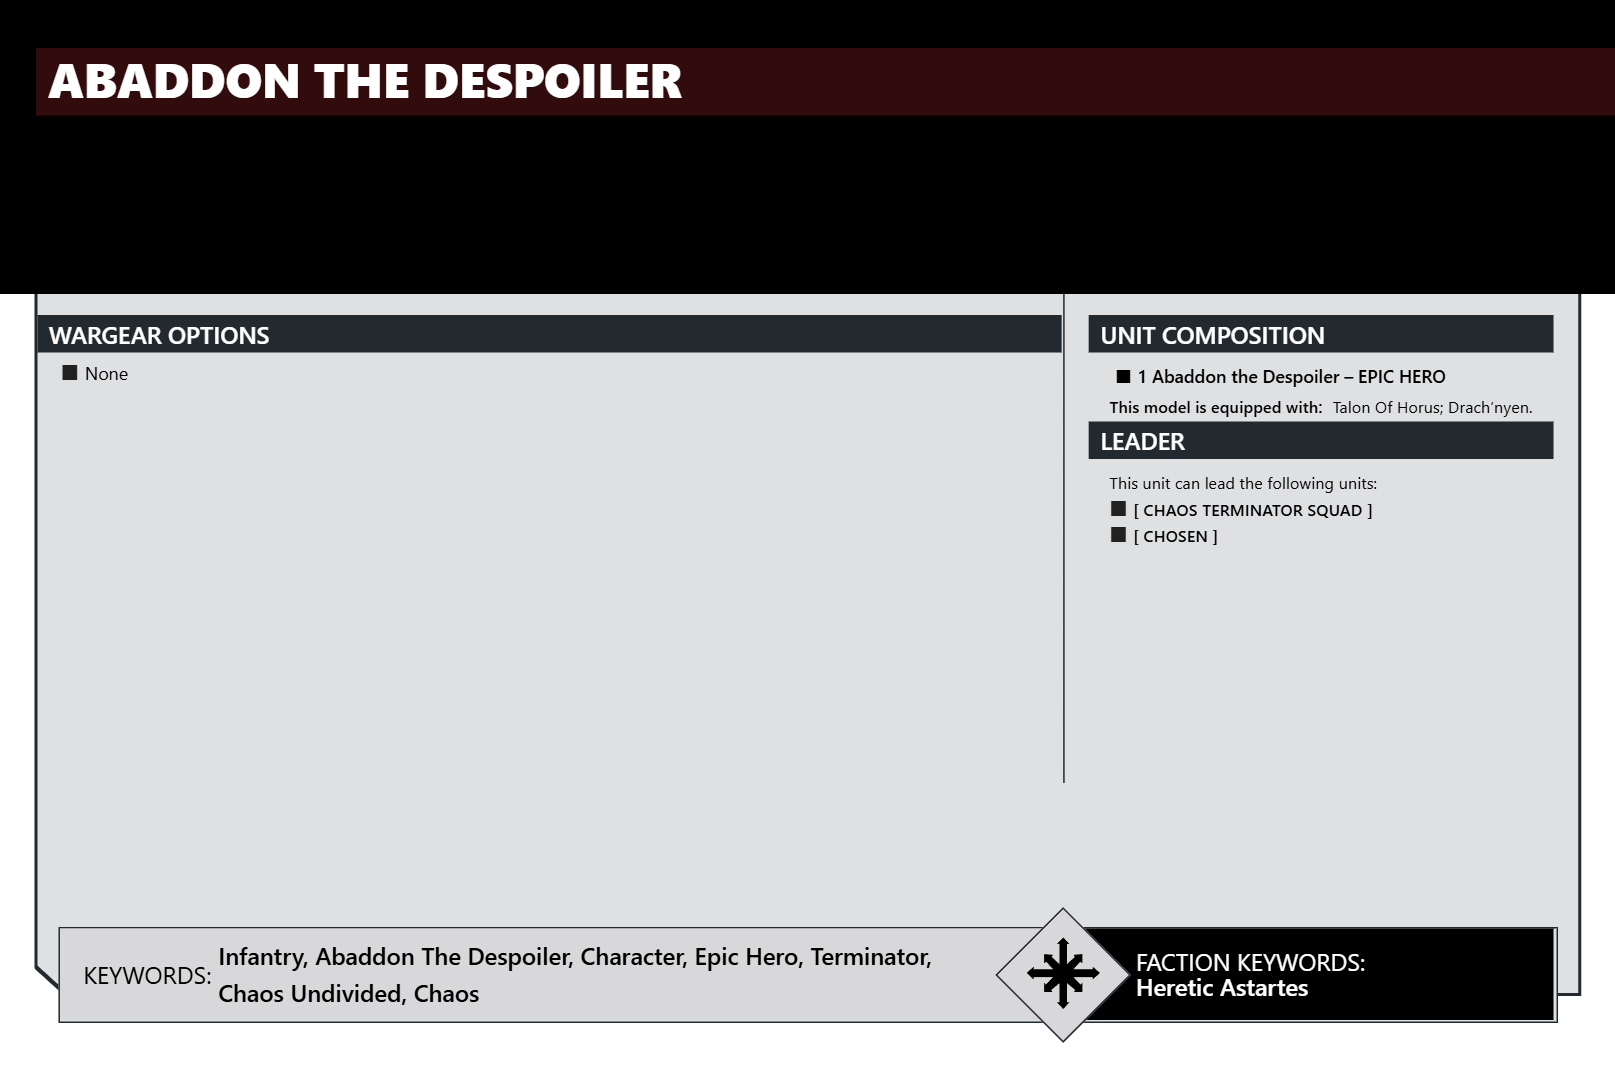 ABADDON THE DESPOILER
WARGEAR OPTIONS
None
UNIT COMPOSITION
1 Abaddon the Despoiler – EPIC HERO
This model is equipped with: Talon Of Horus; Drach’nyen.
LEADER
This unit can lead the following units:
[ CHAOS TERMINATOR SQUAD ]
[ CHOSEN ]
KEYWORDS: Infantry, Abaddon The Despoiler, Character, Epic Hero, Terminator,
Chaos Undivided, Chaos
FACTION KEYWORDS:
Heretic Astartes